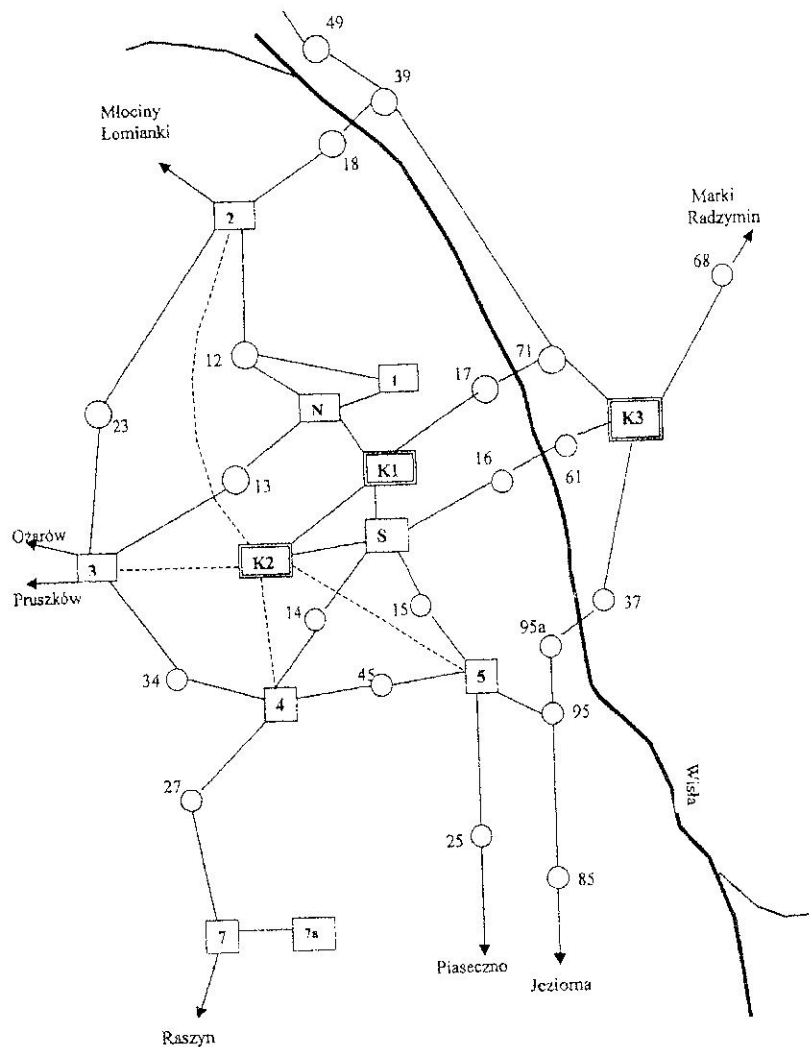 49
39
Młociny
Łomianki
18
Marki
Radzymin
2
68
12
71
1
17
N
23
K3
K1
16
61
13
S
Ożarów
K2
3
Pruszków
14
15
37
95a
34
45
5
4
95
Wisła
27
25
85
7
7a
Piaseczno
Jeziorna
Raszyn